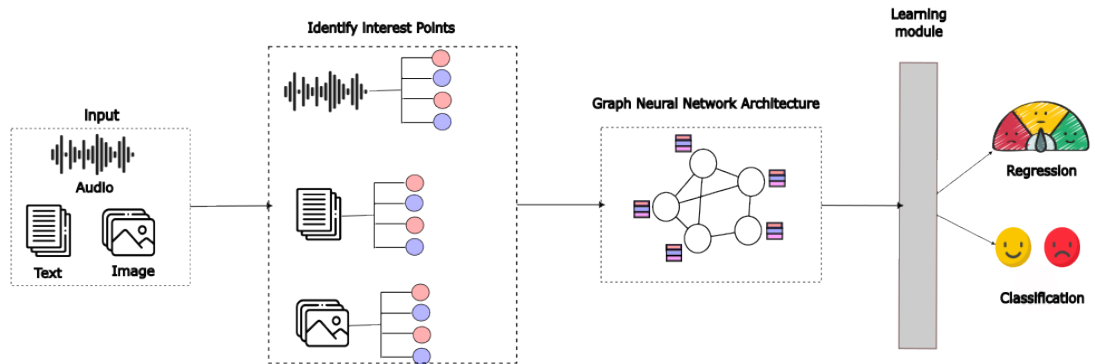 Input
Audio
Text
Image
Identify Interest Points
Graph Neural Network Architecture
Learning
module
Regression
Classification